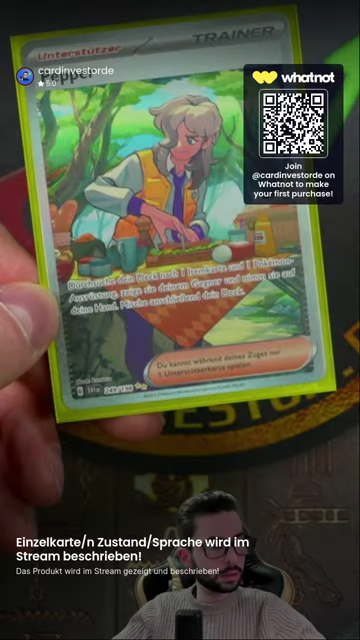 Unterstützer
TRAINER
Pepper
cardinvestorde
★ 5.0
whatnot
Join
@cardinvestorde on
Whatnot to make
your first purchase!
Durchsuche dein Deck nach 1 Itemkarte und 1 Pokémon-
Ausrüstung, zeige sie deinem Gegner und nimm sie auf
deine Hand. Mische anschließend dein Deck.
Du kannst während deines Zuges nur
1 Unterstützerkarte spielen.
249/198
Einzelkarte/n Zustand/Sprache wird im
Stream beschrieben!
Das Produkt wird im Stream gezeigt und beschrieben!